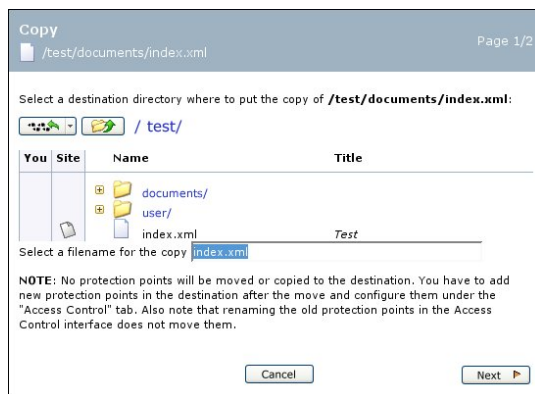 Copy
/test/documents/index.xml
Page 1/2
Select a destination directory where to put the copy of /test/documents/index.xml:
/ test/
You Site Name Title
documents/
user/
index.xml Test
Select a filename for the copy index.xml
NOTE: No protection points will be moved or copied to the destination. You have to add
new protection points in the destination after the move and configure them under the
"Access Control" tab. Also note that renaming the old protection points in the Access
Control interface does not move them.
Cancel Next